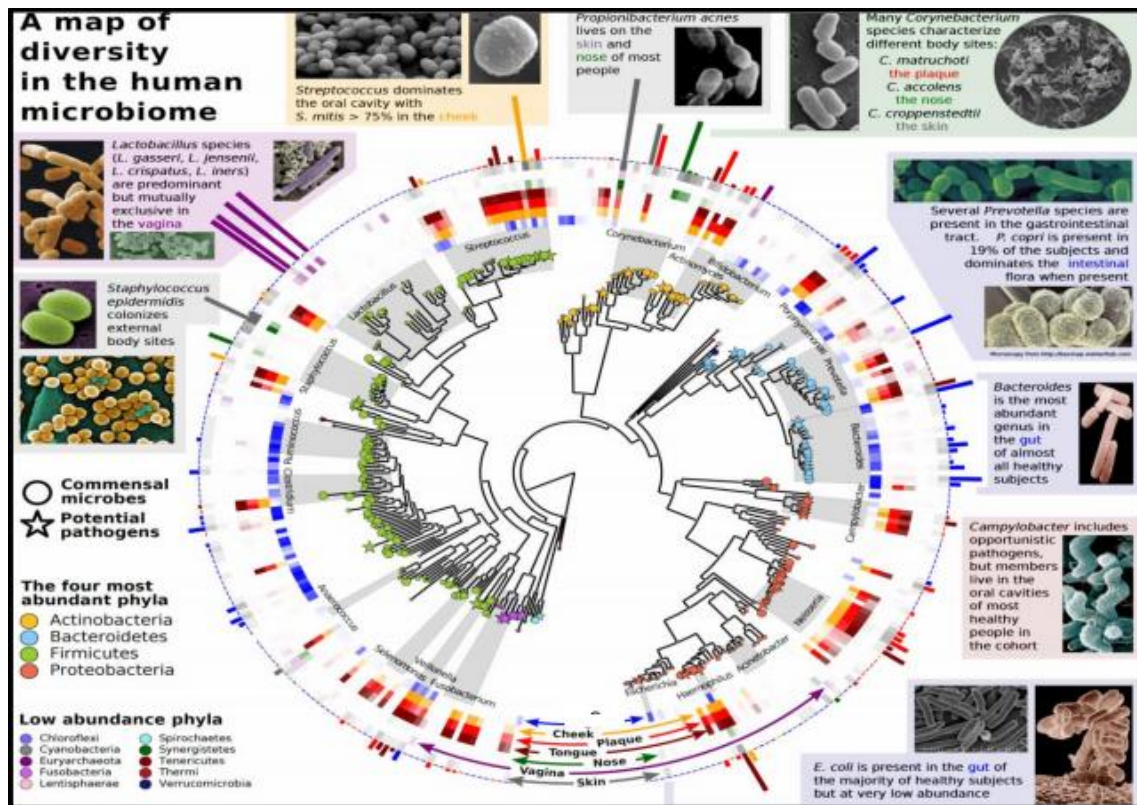 A map of
diversity
in the human
microbiome
Streptococcus dominates
the oral cavity with
S. mitis > 75% in the cheek
Propionibacterium acnes
lives on the
skin and
nose of most
people
Many Corynebacterium
species characterize
different body sites:
C. matruchoti
the plaque
C. accolens
the nose
C. croppenstedtii
the skin
Lactobacillus species
(L. gasseri, L. jensenii,
L. crispatus, L. iners)
are predominant
but mutually
exclusive in
the vagina
Several Prevotella species are
present in the gastrointestinal
tract. P. copri is present in
19% of the subjects and
dominates the intestinal
flora when present
Staphylococcus
epidermidis
colonizes
external
body sites
Bacteroides
is the most
abundant
genus in
the gut
of almost
all healthy
subjects
Commensal
microbes
Potential
pathogens
Campylobacter includes
opportunistic
pathogens,
but members
live in the
oral cavities
of most
healthy
people in
the cohort
The four most
abundant phyla
Actinobacteria
Bacteroidetes
Firmicutes
Proteobacteria
Low abundance phyla
Chloroflexi
Cyanobacteria
Euryarchaeota
Fusobacteria
Lentisphaerae
Spirochaetes
Synergistetes
Tenericutes
Thermi
Verrucomicrobia
E. coli is present in the gut of
the majority of healthy subjects
but at very low abundance
Streptococcus
Corynebacterium
Actinomyces
Porphyromonas
Prevotella
Bacteroides
Campylobacter
Neisseria
Haemophilus
Escherichia
Fusobacterium
Veillonella
Selenomonas
Clostridium
Ruminococcus
Staphylococcus
Lactobacillus
Cheek
Plaque
Tongue
Nose
Vagina
Skin